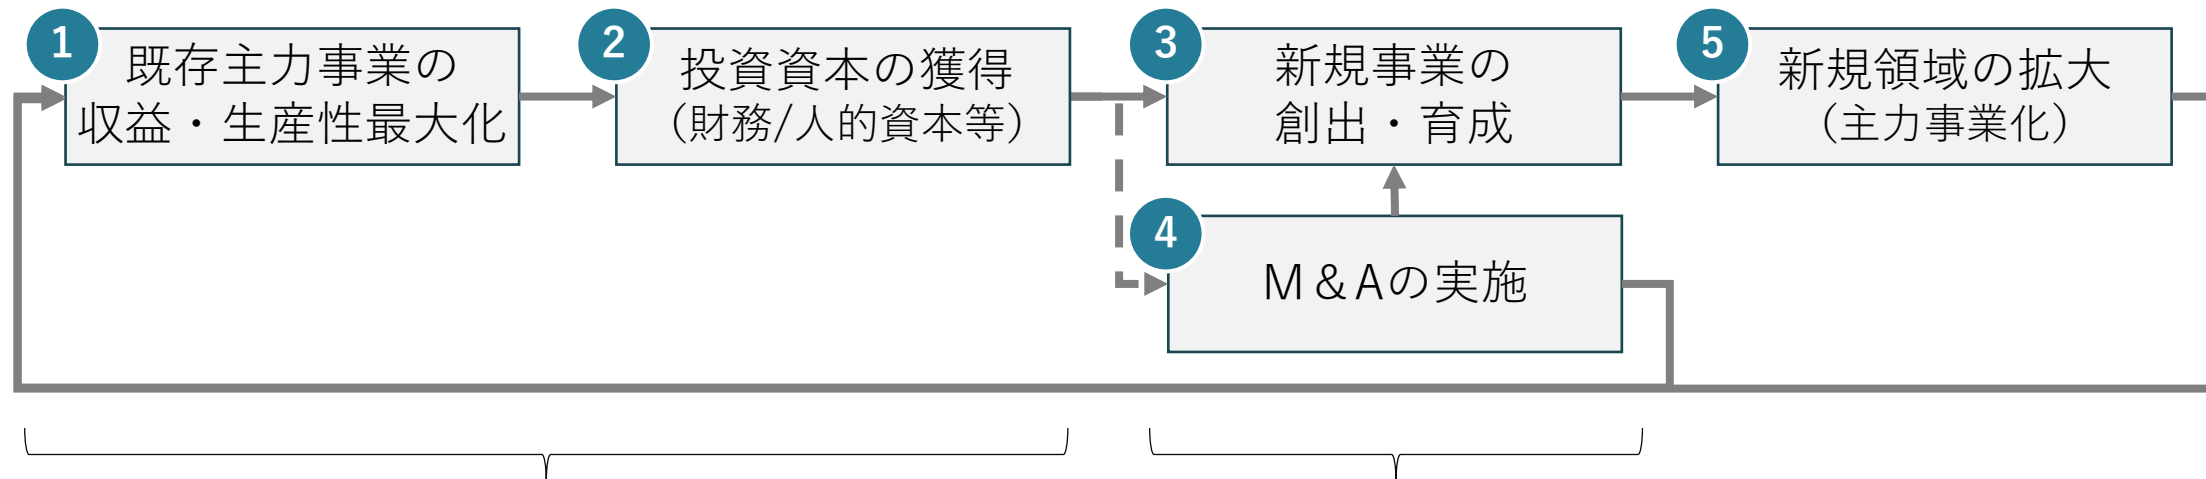 1
既存主力事業の
収益・生産性最大化
2
投資資本の獲得
（財務/人的資本等）
3
新規事業の
創出・育成
4
M＆Aの実施
5
新規領域の拡大
（主力事業化）